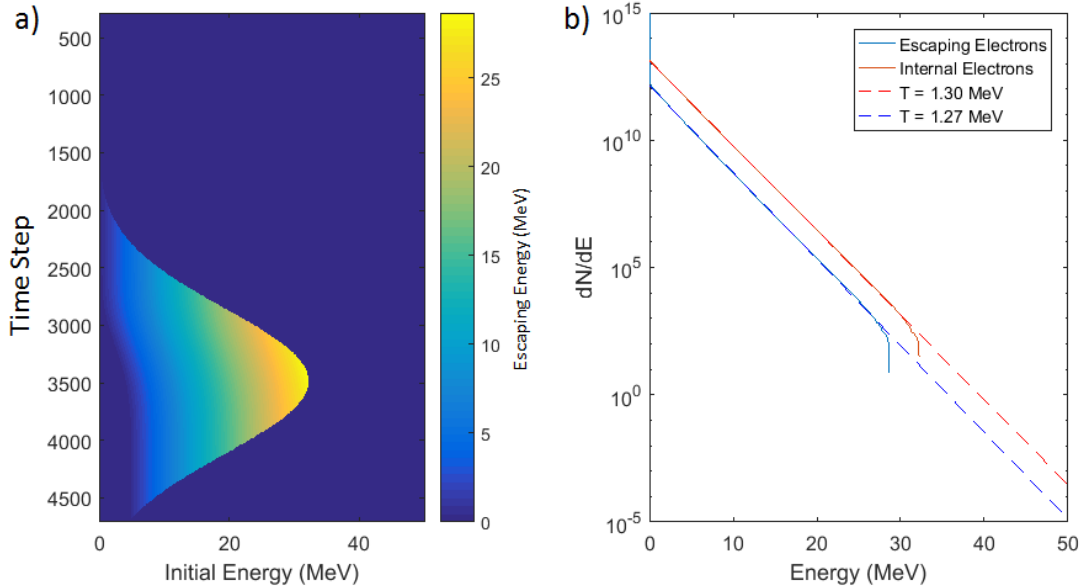 a)
500
1000
1500
2000
2500
3000
3500
4000
4500
Time Step
0
20
40
Initial Energy (MeV)
25
20
15
10
5
0
Escaping Energy (MeV)
b)
10^15
10^10
10^5
10^0
10^-5
dN/dE
Escaping Electrons
Internal Electrons
T = 1.30 MeV
T = 1.27 MeV
0
10
20
30
40
50
Energy (MeV)